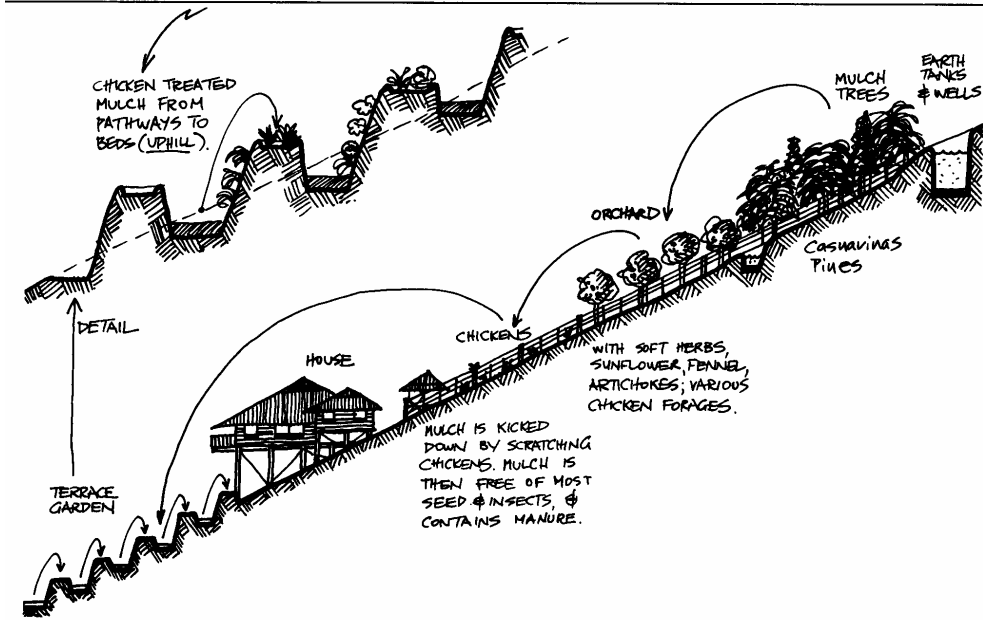 CHICKEN TREATED
MULCH FROM
PATHWAYS TO
BEDS (UPHILL).
MULCH
TREES
EARTH
TANKS
& WELLS
ORCHARD
Casuavinas
Pines
DETAIL
CHICKENS
HOUSE
WITH SOFT HERBS,
SUNFLOWER, FENNEL,
ARTICHOKES; VARIOUS
CHICKEN FORAGES.
MULCH IS KICKED
DOWN BY SCRATCHING
CHICKENS. MULCH IS
THEN FREE OF MOST
SEED & INSECTS, &
CONTAINS MANURE.
TERRACE
GARDEN